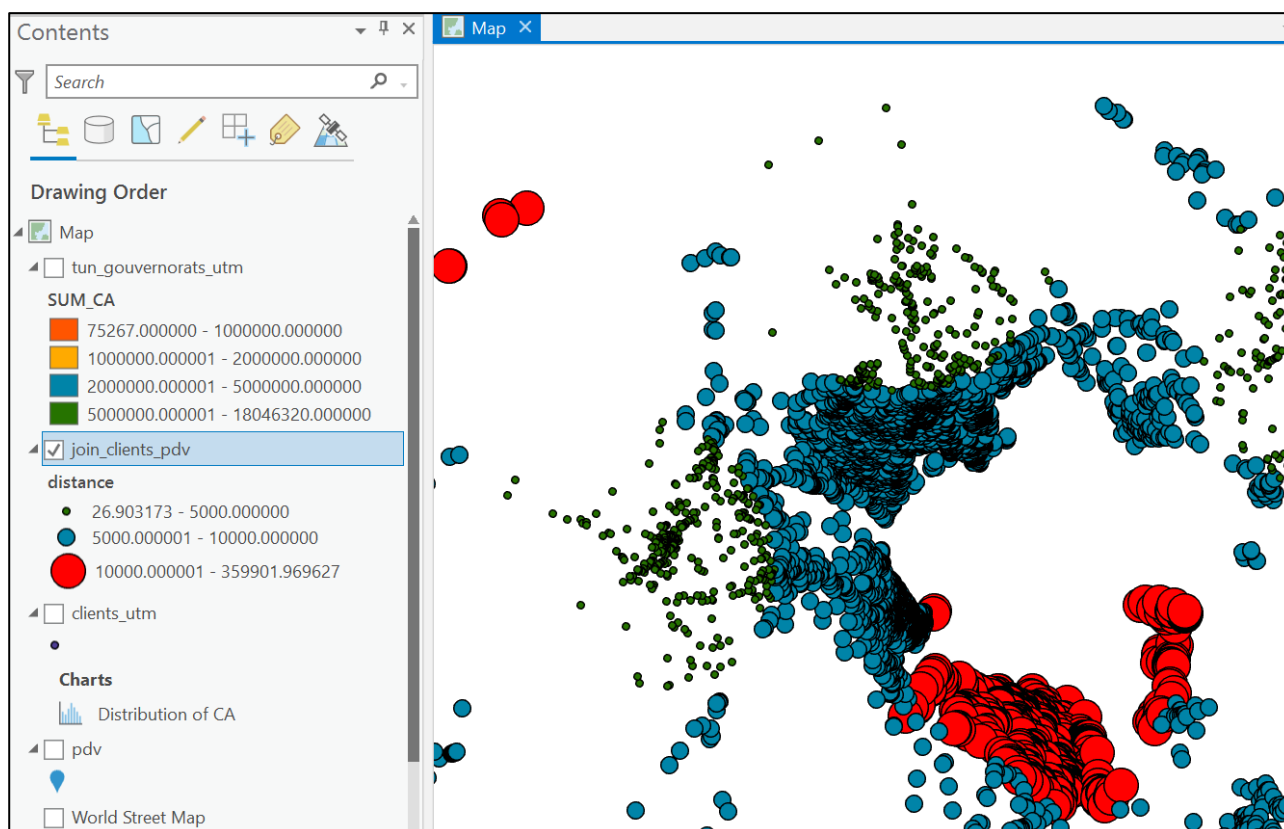 Contents
Search
Drawing Order
Map
tun_gouvernorats_utm
SUM_CA
75267.000000 - 1000000.000000
1000000.000001 - 2000000.000000
2000000.000001 - 5000000.000000
5000000.000001 - 18046320.000000
join_clients_pdv
distance
26.903173 - 5000.000000
5000.000001 - 10000.000000
10000.000001 - 359901.969627
clients_utm
Charts
Distribution of CA
pdv
World Street Map
Map